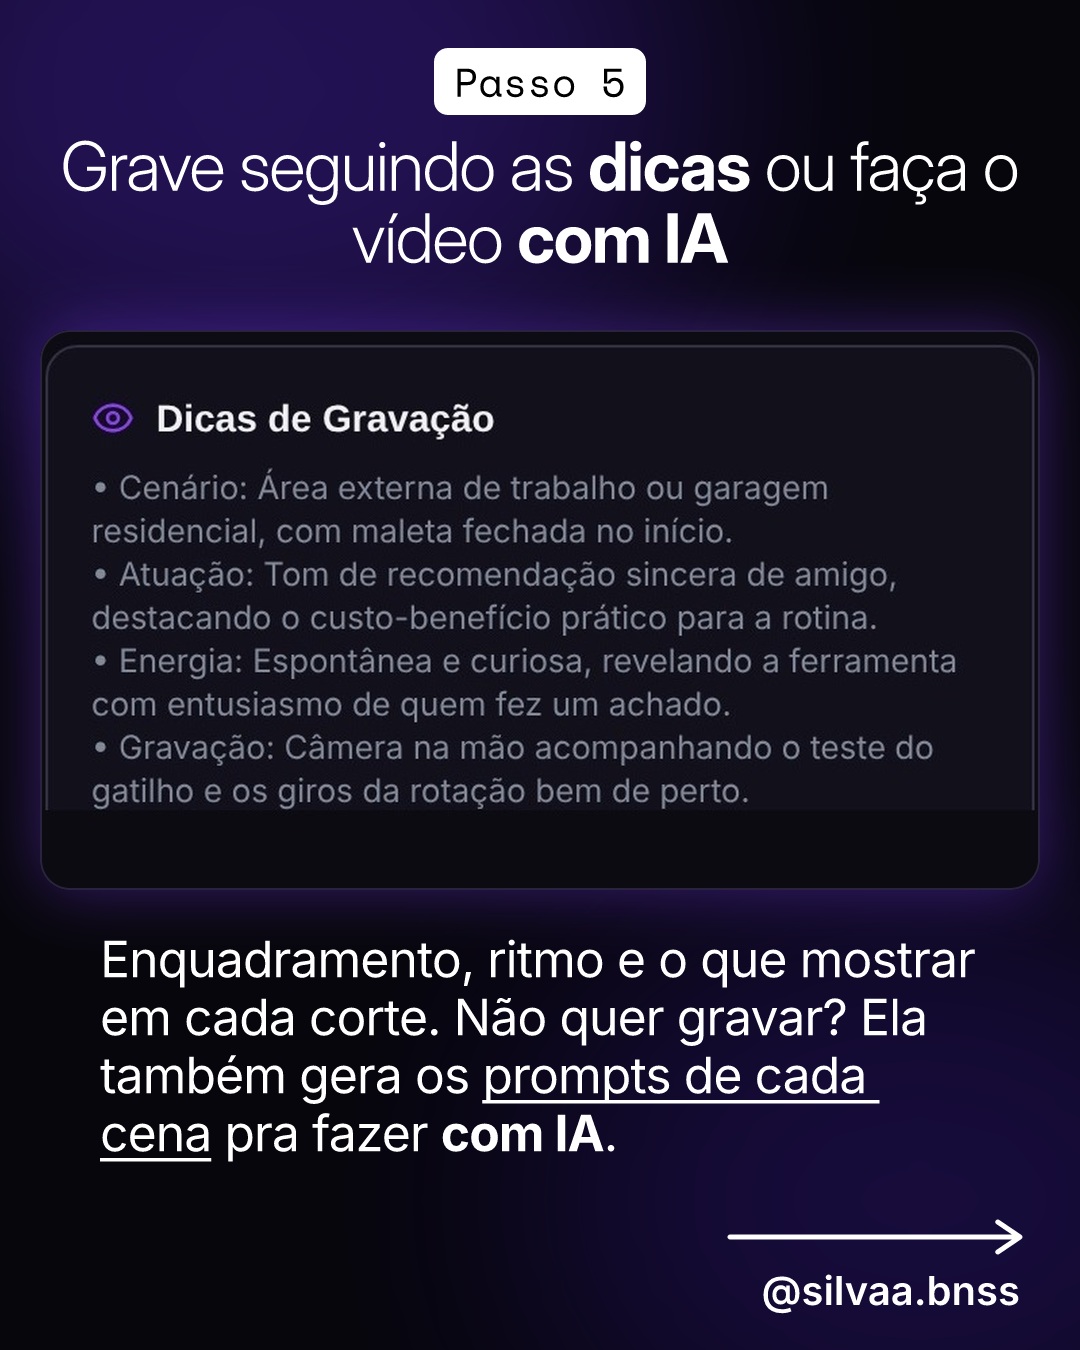 Passo 5
Grave seguindo as dicas ou faça o
vídeo com IA
Dicas de Gravação
• Cenário: Área externa de trabalho ou garagem
residencial, com maleta fechada no início.
• Atuação: Tom de recomendação sincera de amigo,
destacando o custo-benefício prático para a rotina.
• Energia: Espontânea e curiosa, revelando a ferramenta
com entusiasmo de quem fez um achado.
• Gravação: Câmera na mão acompanhando o teste do
gatilho e os giros da rotação bem de perto.
Enquadramento, ritmo e o que mostrar
em cada corte. Não quer gravar? Ela
também gera os prompts de cada
cena pra fazer com IA.
@silvaa.bnss